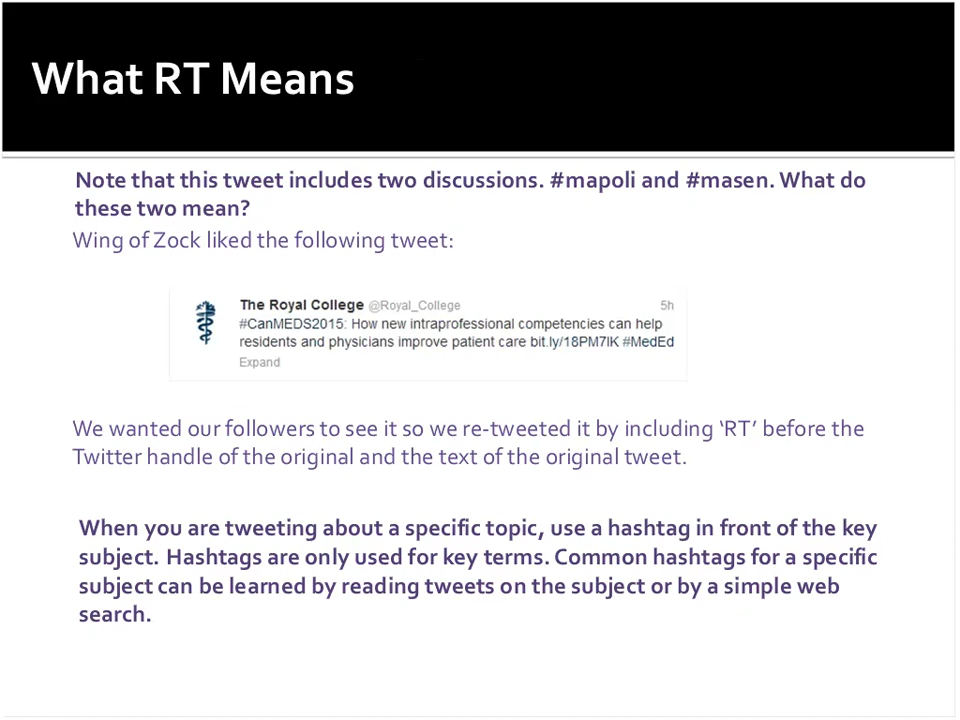 What RT Means
Note that this tweet includes two discussions. #mapoli and #masen. What do
these two mean?
Wing of Zock liked the following tweet:
The Royal College @Royal_College 5h
#CanMEDS2015: How new intraprofessional competencies can help
residents and physicians improve patient care bit.ly/18PM7lK #MedEd
Expand
We wanted our followers to see it so we re-tweeted it by including ‘RT’ before the
Twitter handle of the original and the text of the original tweet.
When you are tweeting about a specific topic, use a hashtag in front of the key
subject. Hashtags are only used for key terms. Common hashtags for a specific
subject can be learned by reading tweets on the subject or by a simple web
search.